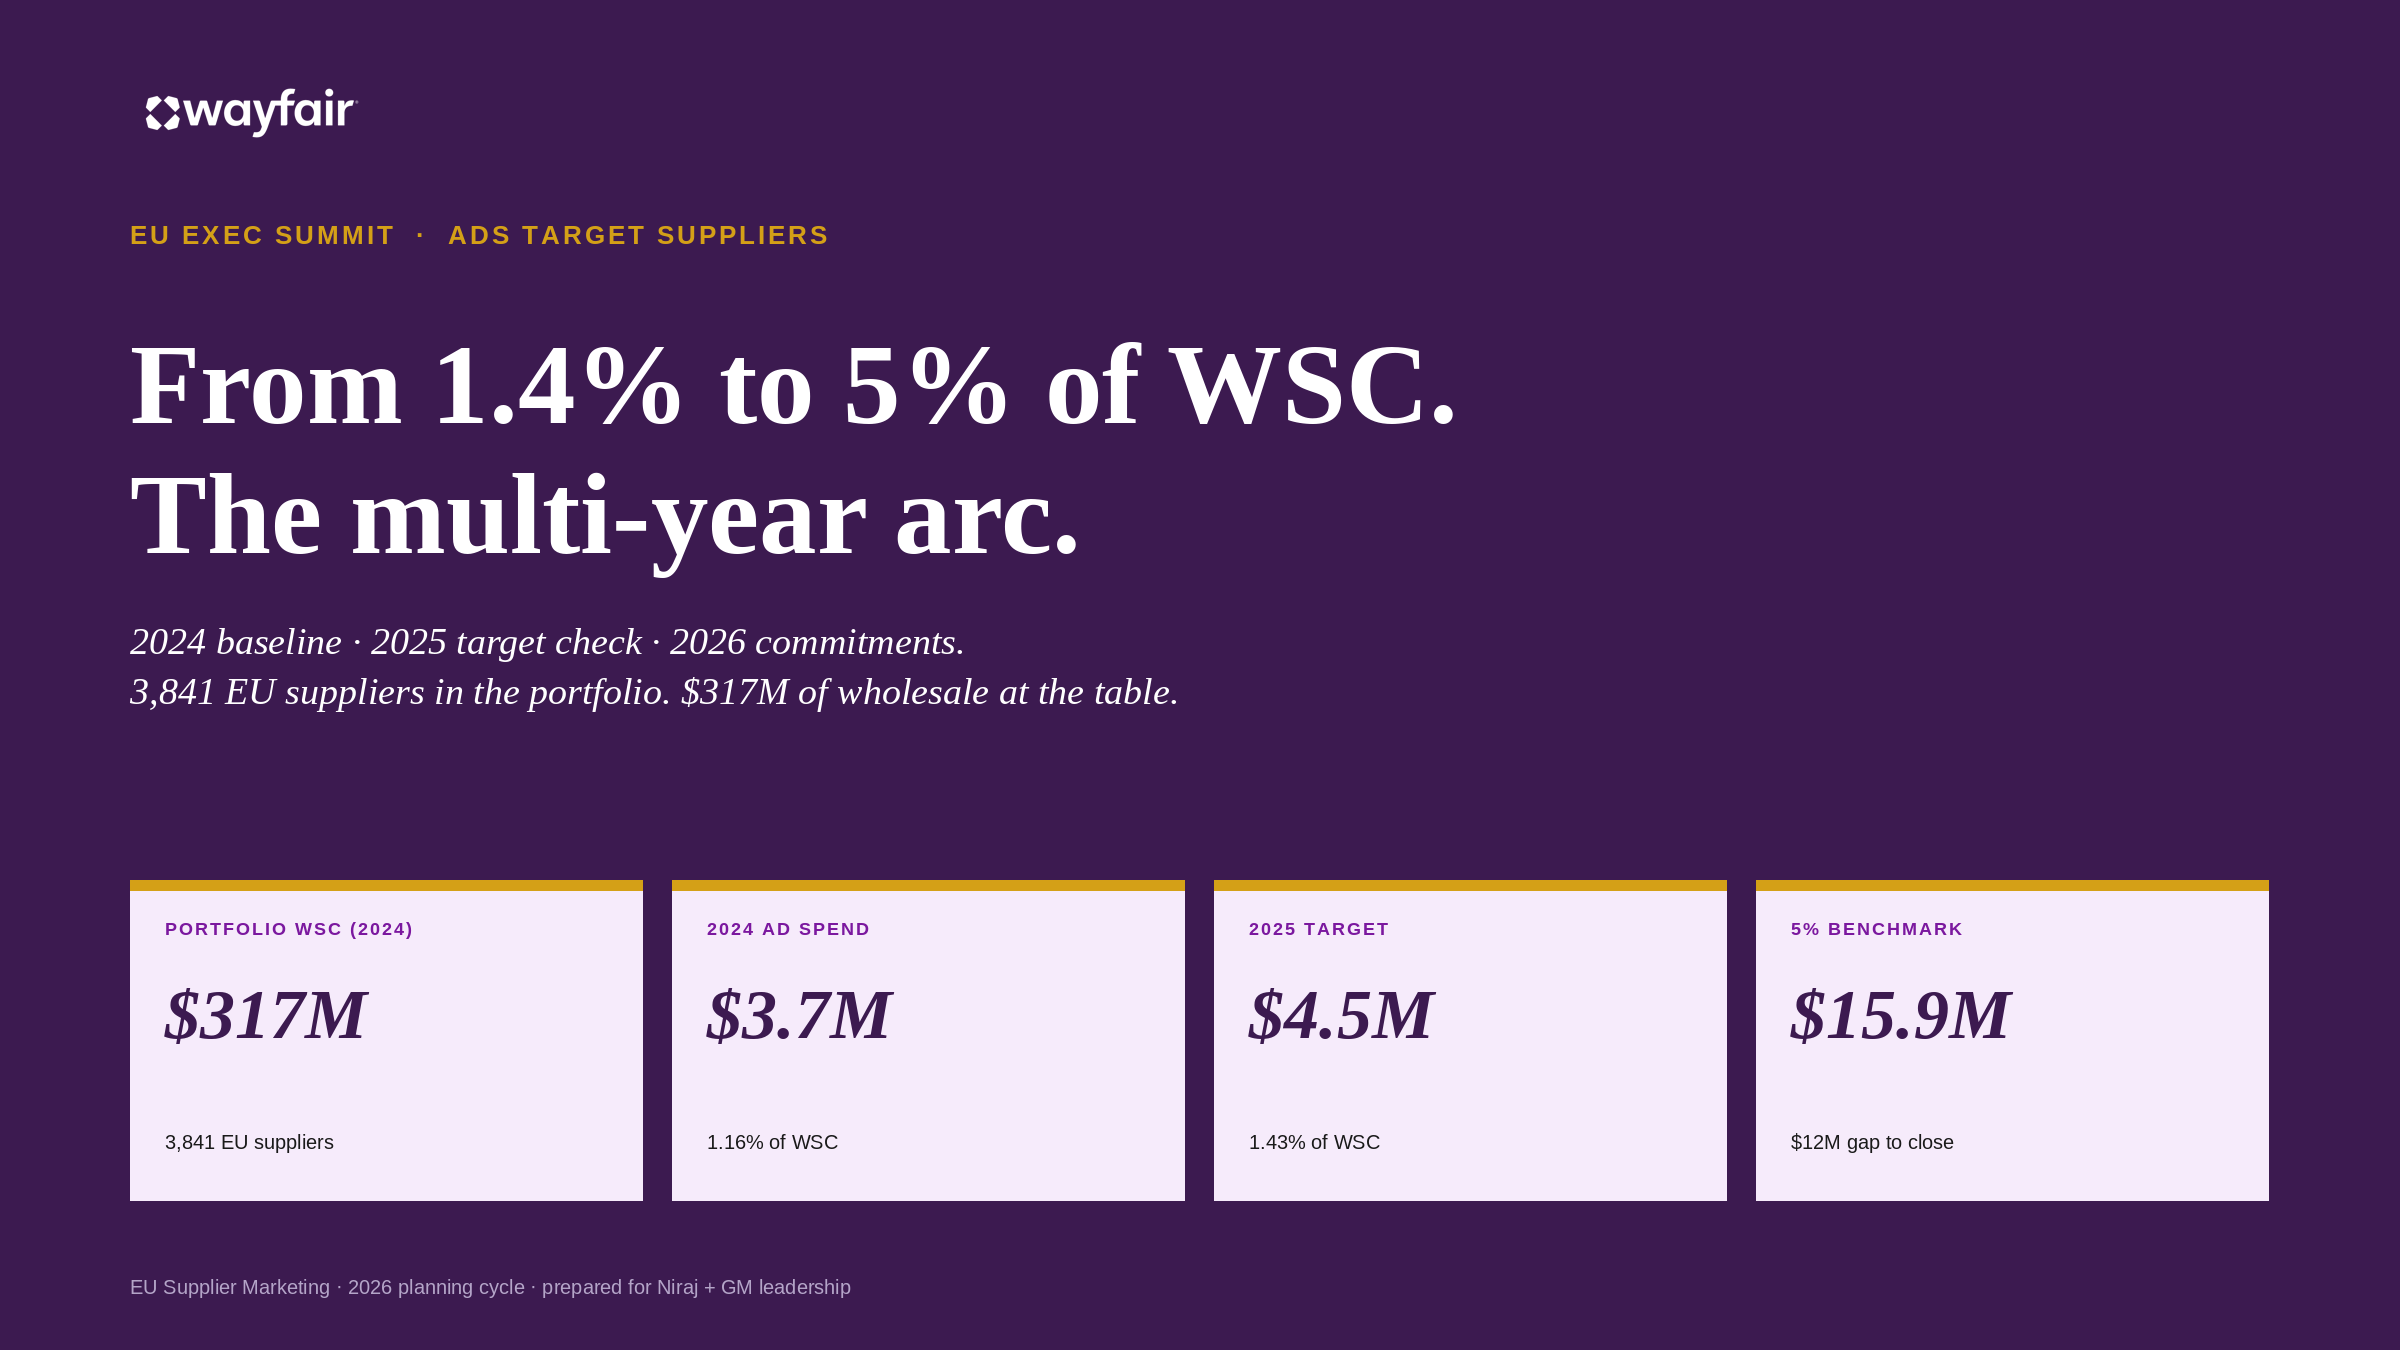 wayfair
EU EXEC SUMMIT · ADS TARGET SUPPLIERS
From 1.4% to 5% of WSC.
The multi-year arc.
2024 baseline · 2025 target check · 2026 commitments.
3,841 EU suppliers in the portfolio. $317M of wholesale at the table.
PORTFOLIO WSC (2024)
$317M
3,841 EU suppliers
2024 AD SPEND
$3.7M
1.16% of WSC
2025 TARGET
$4.5M
1.43% of WSC
5% BENCHMARK
$15.9M
$12M gap to close
EU Supplier Marketing · 2026 planning cycle · prepared for Niraj + GM leadership